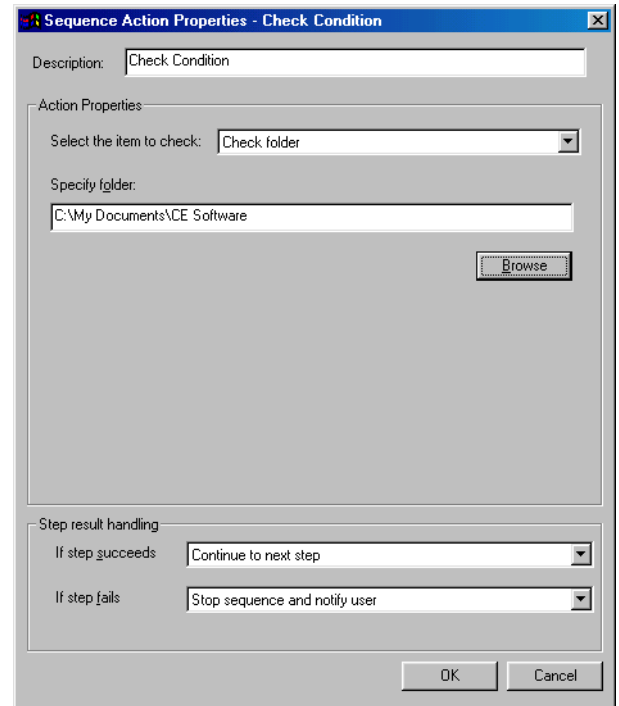 Sequence Action Properties - Check Condition
Description: Check Condition
Action Properties
Select the item to check: Check folder
Specify folder:
C:\My Documents\CE Software
Browse
Step result handling
If step succeeds Continue to next step
If step fails Stop sequence and notify user
OK Cancel